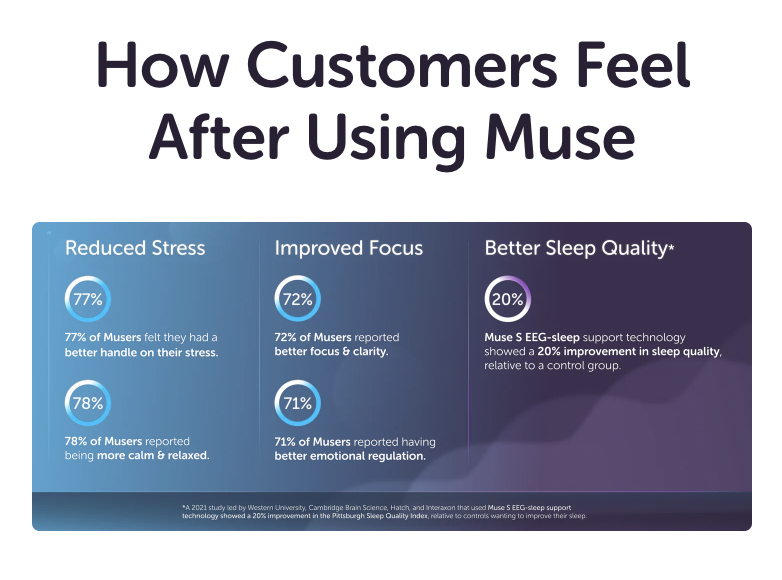 How Customers Feel
After Using Muse
Reduced Stress
77%
77% of Musers felt they had a
better handle on their stress.
78%
78% of Musers reported
being more calm & relaxed.
Improved Focus
72%
72% of Musers reported
better focus & clarity.
71%
71% of Musers reported having
better emotional regulation.
Better Sleep Quality*
20%
Muse S EEG-sleep support technology
showed a 20% improvement in sleep quality,
relative to a control group.
*A 2021 study led by Western University, Cambridge Brain Science, Hatch, and Interaxon that used Muse S EEG-sleep support
technology showed a 20% improvement in the Pittsburgh Sleep Quality Index, relative to controls wanting to improve their sleep.